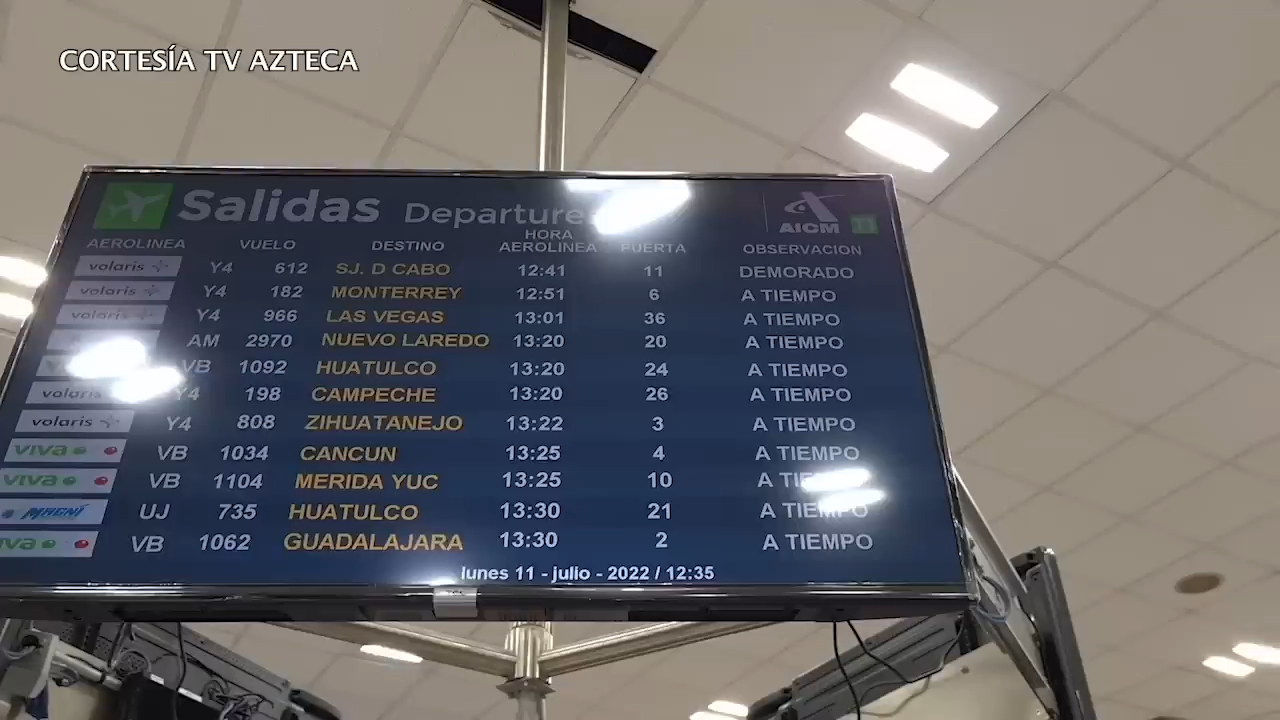 CORTESÍA TV AZTECA
Salidas Departure
AICM
AEROLINEA VUELO DESTINO HORA AEROLINEA PUERTA OBSERVACION
volaris Y4 612 SJ. D CABO 12:41 11 DEMORADO
volaris Y4 182 MONTERREY 12:51 6 A TIEMPO
volaris Y4 966 LAS VEGAS 13:01 36 A TIEMPO
AM 2970 NUEVO LAREDO 13:20 20 A TIEMPO
VB 1092 HUATULCO 13:20 24 A TIEMPO
volaris Y4 198 CAMPECHE 13:20 26 A TIEMPO
volaris Y4 808 ZIHUATANEJO 13:22 3 A TIEMPO
viva VB 1034 CANCUN 13:25 4 A TIEMPO
viva VB 1104 MERIDA YUC 13:25 10 A TIEMPO
UJ 735 HUATULCO 13:30 21 A TIEMPO
viva VB 1062 GUADALAJARA 13:30 2 A TIEMPO
lunes 11 - julio - 2022 / 12:35
TCL